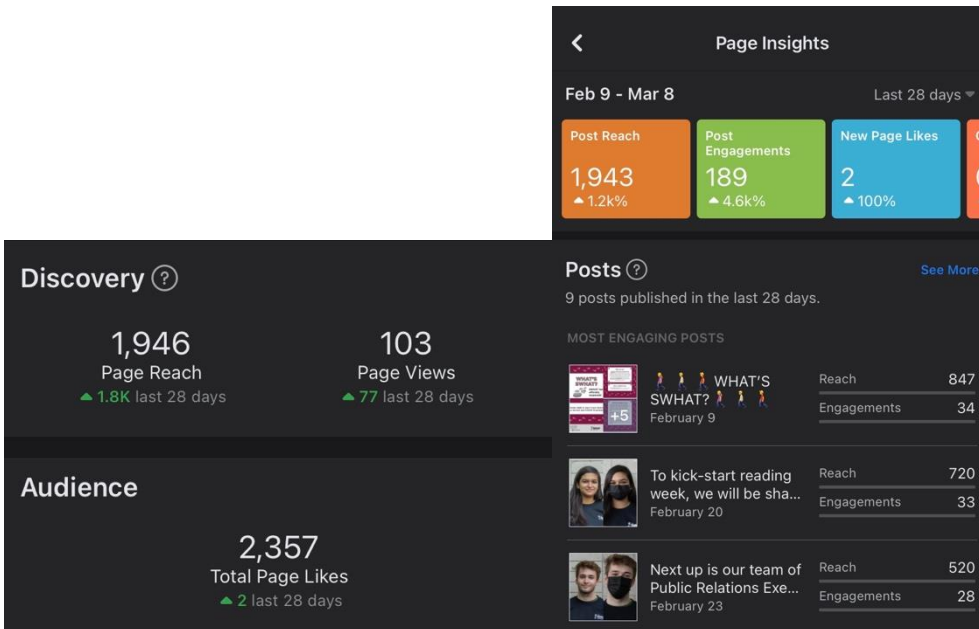 Page Insights
Feb 9 - Mar 8
Last 28 days
Post Reach
1,943
1.2k%
Post
Engagements
189
4.6k%
New Page Likes
2
100%
Discovery ?
1,946
Page Reach
1.8K last 28 days
103
Page Views
77 last 28 days
Audience
2,357
Total Page Likes
2 last 28 days
Posts ?
See More
9 posts published in the last 28 days.
MOST ENGAGING POSTS
WHAT'S
SWHAT?
+5
WHAT'S
SWHAT?
February 9
Reach 847
Engagements 34
To kick-start reading
week, we will be sha...
February 20
Reach 720
Engagements 33
Next up is our team of
Public Relations Exe...
February 23
Reach 520
Engagements 28